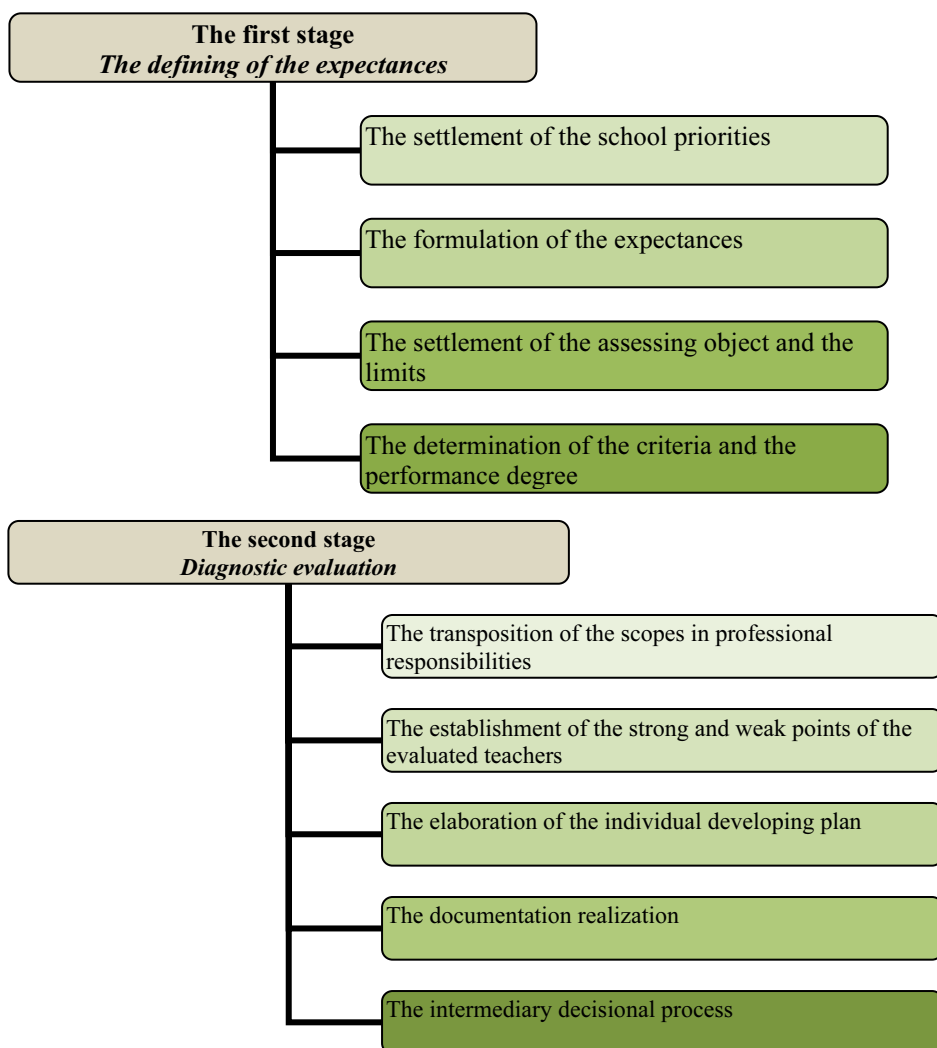 The first stage
The defining of the expectances
The settlement of the school priorities
The formulation of the expectances
The settlement of the assessing object and the
limits
The determination of the criteria and the
performance degree
The second stage
Diagnostic evaluation
The transposition of the scopes in professional
responsibilities
The establishment of the strong and weak points of the
evaluated teachers
The elaboration of the individual developing plan
The documentation realization
The intermediary decisional process